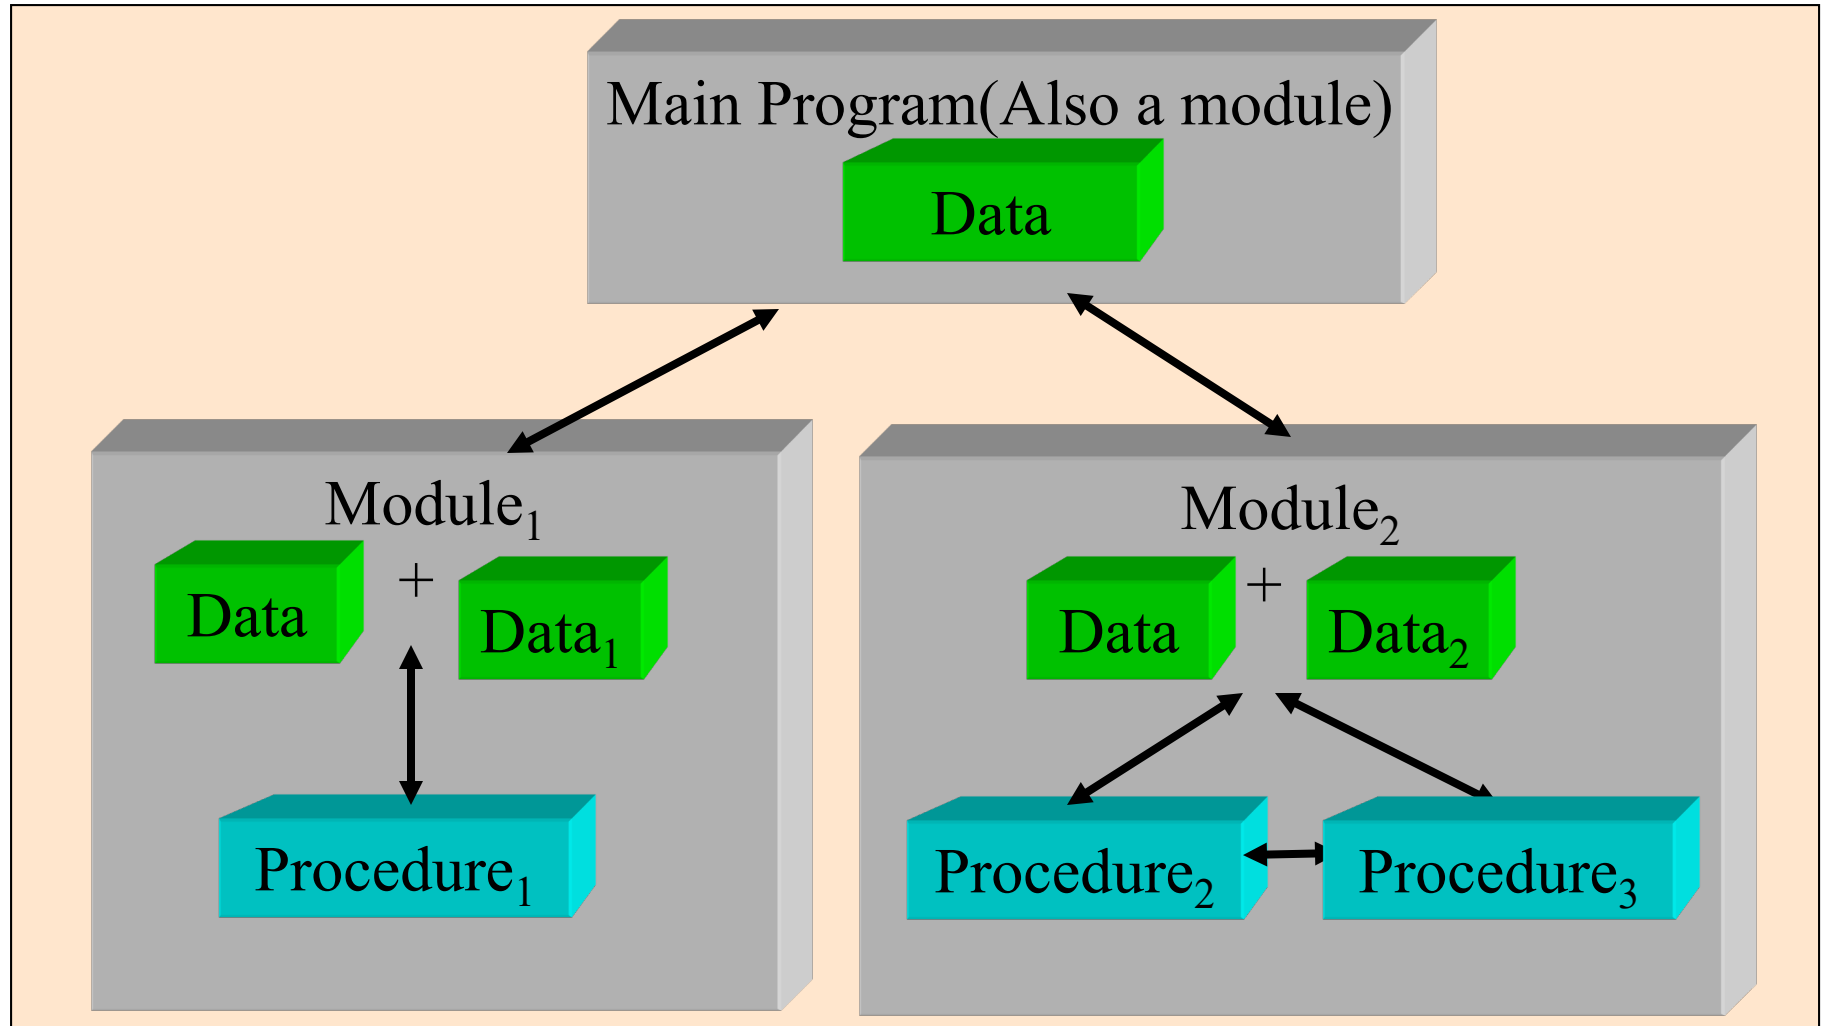 Main Program(Also a module)
Data
Module₁
Data + Data₁
Procedure₁
Module₂
Data + Data₂
Procedure₂ Procedure₃